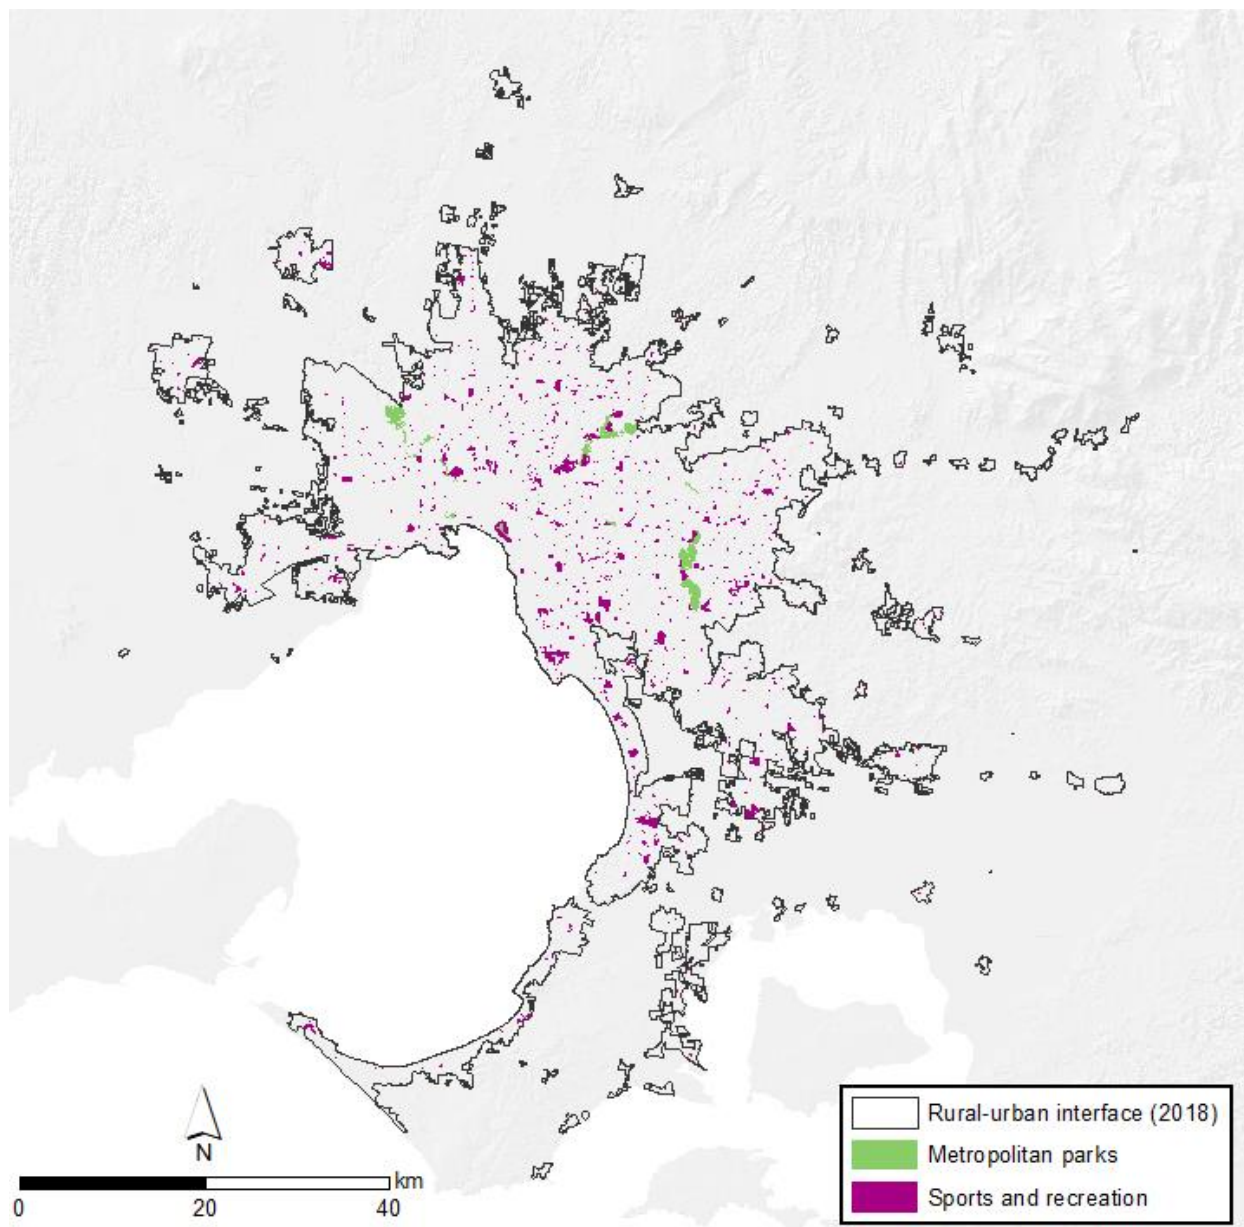 N
km
0 20 40
Rural-urban interface (2018)
Metropolitan parks
Sports and recreation